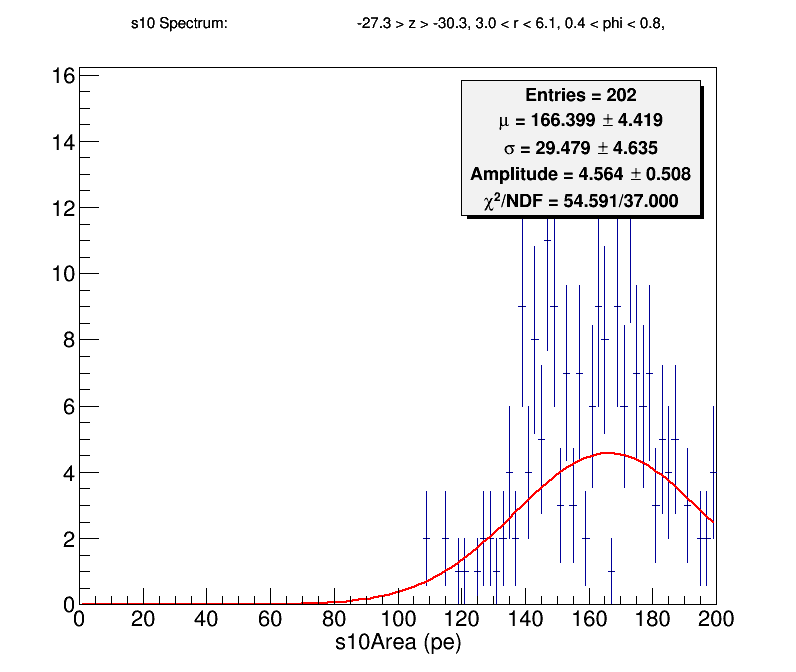 s10 Spectrum: -27.3 > z > -30.3, 3.0 < r < 6.1, 0.4 < phi < 0.8,
Entries = 202
μ = 166.399 ± 4.419
σ = 29.479 ± 4.635
Amplitude = 4.564 ± 0.508
χ²/NDF = 54.591/37.000
16
14
12
10
8
6
4
2
0
0 20 40 60 80 100 120 140 160 180 200
s10Area (pe)